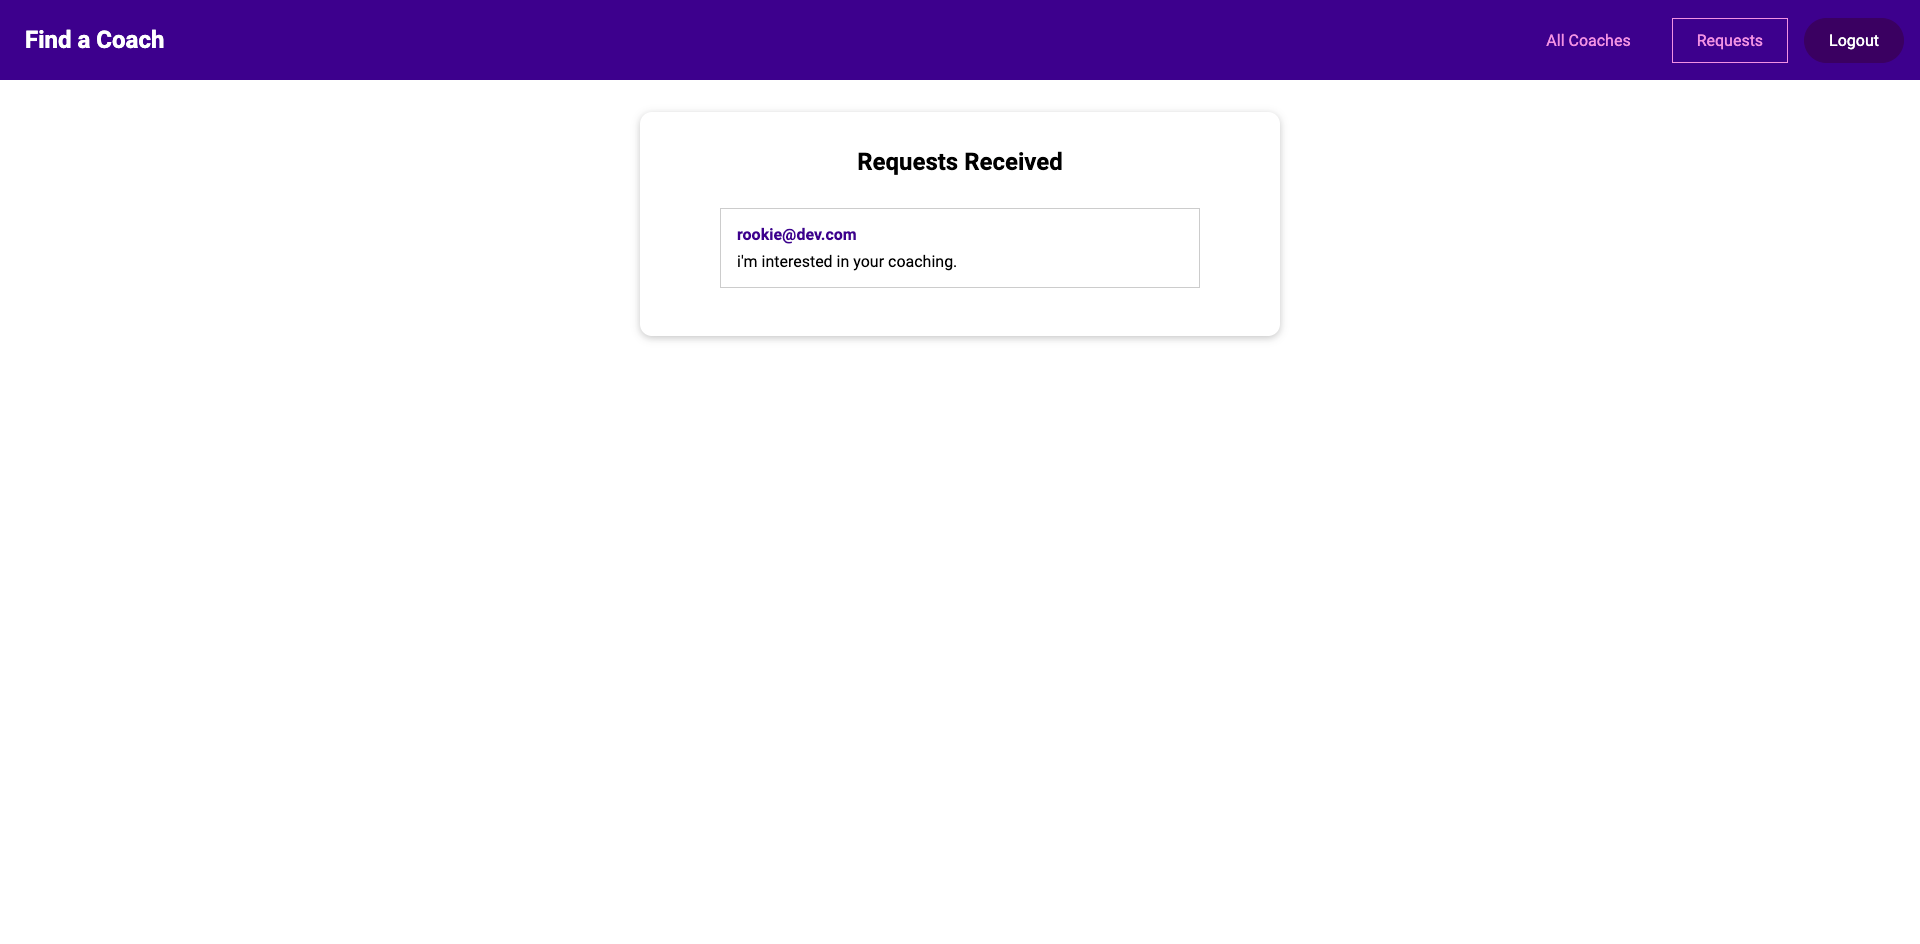 Find a Coach
All Coaches
Requests
Logout
Requests Received
rookie@dev.com
i'm interested in your coaching.